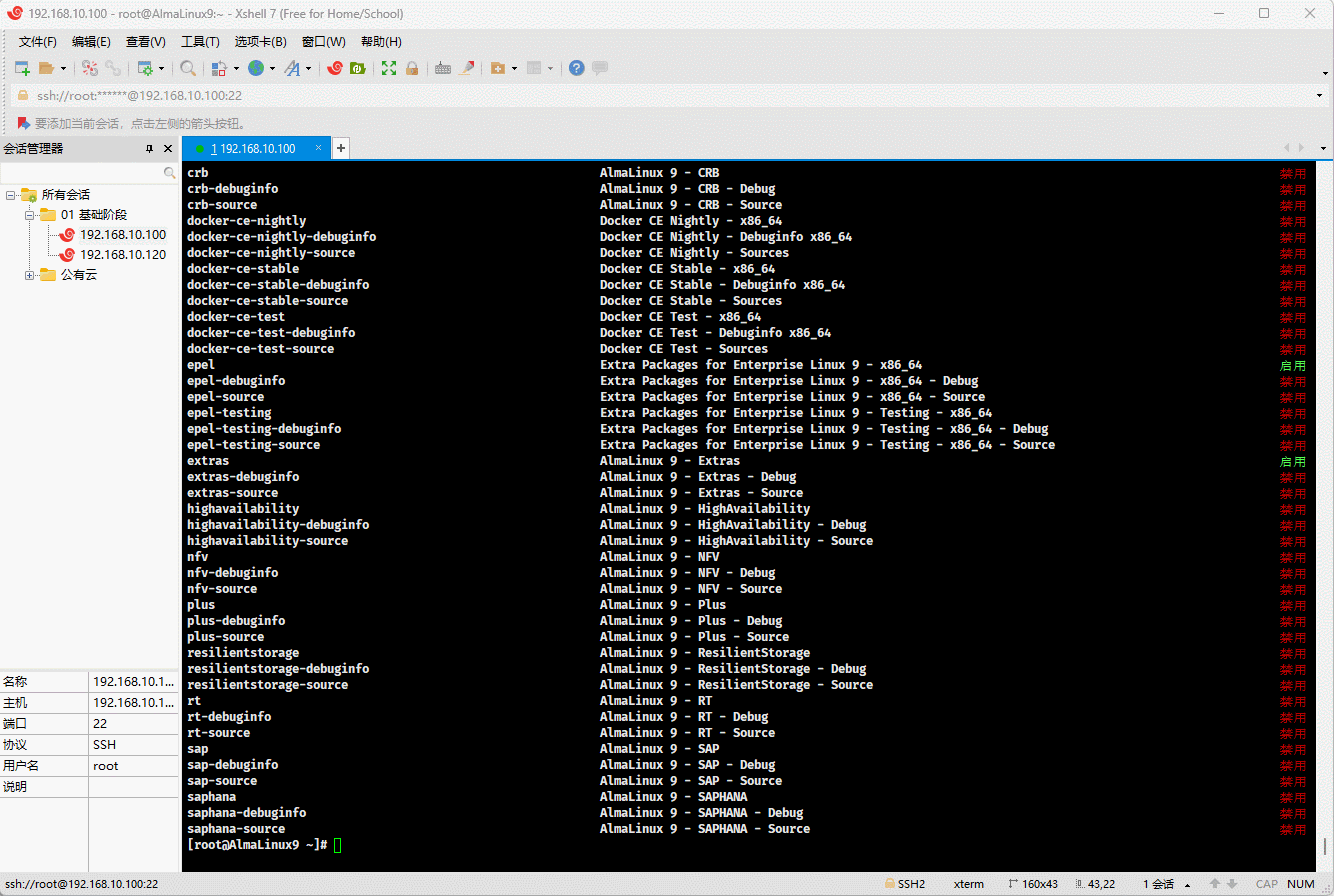 192.168.10.100 - root@AlmaLinux9:~ - Xshell 7 (Free for Home/School)
文件(F) 编辑(E) 查看(V) 工具(T) 选项卡(B) 窗口(W) 帮助(H)
ssh://root:******@192.168.10.100:22
要添加当前会话，点击左侧的箭头按钮。
会话管理器
1 192.168.10.100
所有会话
01 基础阶段
192.168.10.100
192.168.10.120
公有云
名称 192.168.10.1...
主机 192.168.10.1...
端口 22
协议 SSH
用户名 root
说明
crb AlmaLinux 9 - CRB 禁用
crb-debuginfo AlmaLinux 9 - CRB - Debug 禁用
crb-source AlmaLinux 9 - CRB - Source 禁用
docker-ce-nightly Docker CE Nightly - x86_64 禁用
docker-ce-nightly-debuginfo Docker CE Nightly - Debuginfo x86_64 禁用
docker-ce-nightly-source Docker CE Nightly - Sources 禁用
docker-ce-stable Docker CE Stable - x86_64 禁用
docker-ce-stable-debuginfo Docker CE Stable - Debuginfo x86_64 禁用
docker-ce-stable-source Docker CE Stable - Sources 禁用
docker-ce-test Docker CE Test - x86_64 禁用
docker-ce-test-debuginfo Docker CE Test - Debuginfo x86_64 禁用
docker-ce-test-source Docker CE Test - Sources 禁用
epel Extra Packages for Enterprise Linux 9 - x86_64 启用
epel-debuginfo Extra Packages for Enterprise Linux 9 - x86_64 - Debug 禁用
epel-source Extra Packages for Enterprise Linux 9 - x86_64 - Source 禁用
epel-testing Extra Packages for Enterprise Linux 9 - Testing - x86_64 禁用
epel-testing-debuginfo Extra Packages for Enterprise Linux 9 - Testing - x86_64 - Debug 禁用
epel-testing-source Extra Packages for Enterprise Linux 9 - Testing - x86_64 - Source 禁用
extras AlmaLinux 9 - Extras 启用
extras-debuginfo AlmaLinux 9 - Extras - Debug 禁用
extras-source AlmaLinux 9 - Extras - Source 禁用
highavailability AlmaLinux 9 - HighAvailability 禁用
highavailability-debuginfo AlmaLinux 9 - HighAvailability - Debug 禁用
highavailability-source AlmaLinux 9 - HighAvailability - Source 禁用
nfv AlmaLinux 9 - NFV 禁用
nfv-debuginfo AlmaLinux 9 - NFV - Debug 禁用
nfv-source AlmaLinux 9 - NFV - Source 禁用
plus AlmaLinux 9 - Plus 禁用
plus-debuginfo AlmaLinux 9 - Plus - Debug 禁用
plus-source AlmaLinux 9 - Plus - Source 禁用
resilientstorage AlmaLinux 9 - ResilientStorage 禁用
resilientstorage-debuginfo AlmaLinux 9 - ResilientStorage - Debug 禁用
resilientstorage-source AlmaLinux 9 - ResilientStorage - Source 禁用
rt AlmaLinux 9 - RT 禁用
rt-debuginfo AlmaLinux 9 - RT - Debug 禁用
rt-source AlmaLinux 9 - RT - Source 禁用
sap AlmaLinux 9 - SAP 禁用
sap-debuginfo AlmaLinux 9 - SAP - Debug 禁用
sap-source AlmaLinux 9 - SAP - Source 禁用
saphana AlmaLinux 9 - SAPHANA 禁用
saphana-debuginfo AlmaLinux 9 - SAPHANA - Debug 禁用
saphana-source AlmaLinux 9 - SAPHANA - Source 禁用
[root@AlmaLinux9 ~]#
ssh://root@192.168.10.100:22 SSH2 xterm 160x43 43,22 1 会话 CAP NUM